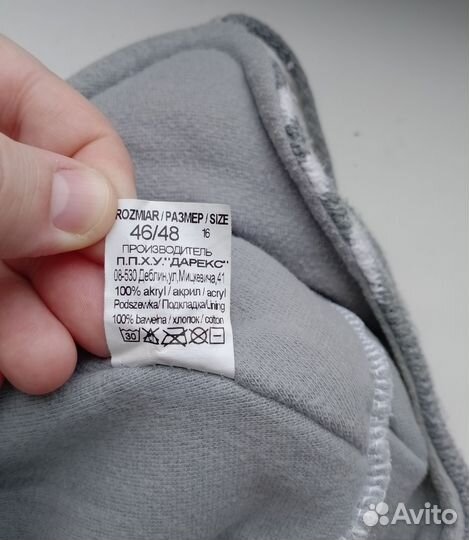 ROZMIAR / РАЗМЕР / SIZE
46/48 16
ПРОИЗВОДИТЕЛЬ
П.П.Х.У."ДАРЕКС"
08-530 Деблин,ул,Мицкевича,41
100% akryl / акрил / acryl
Podszewka/Подкладка/Lining
100% bawełna / хлопок / cotton
30
Avito